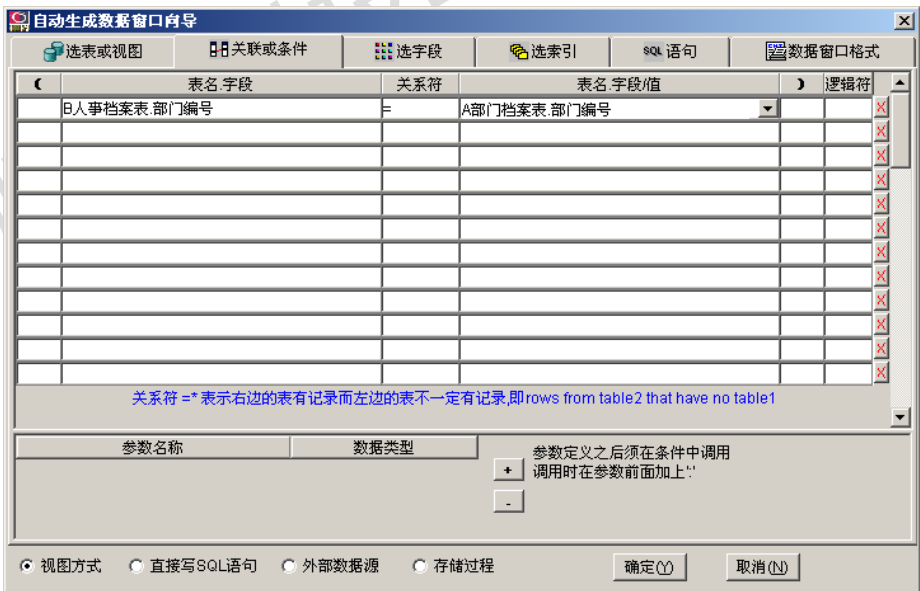 自动生成数据窗口向导
选表或视图 关联或条件 选字段 选索引 SQL 语句 数据窗口格式
( 表名.字段 关系符 表名.字段/值 ) 逻辑符
B人事档案表.部门编号 = A部门档案表.部门编号
关系符 =* 表示右边的表有记录而左边的表不一定有记录,即rows from table2 that have no table1
参数名称 数据类型
参数定义之后须在条件中调用
+ 调用时在参数前面加上':'
-
视图方式 直接写SQL语句 外部数据源 存储过程 确定(Y) 取消(N)